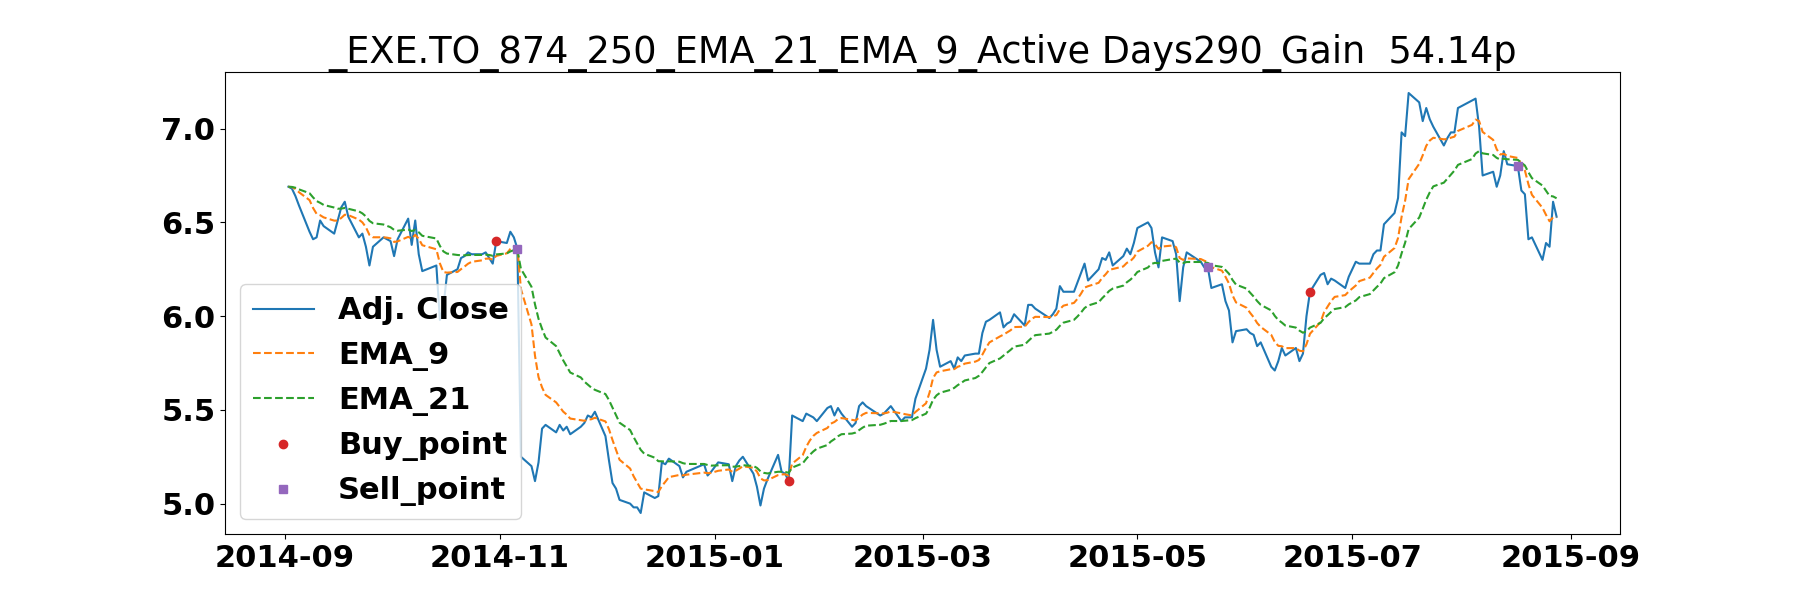 _EXE.TO_874_250_EMA_21_EMA_9_Active Days290_Gain  54.14p
7.0
6.5
6.0
5.5
5.0
Adj. Close
EMA_9
EMA_21
Buy_point
Sell_point
2014-09 2014-11 2015-01 2015-03 2015-05 2015-07 2015-09